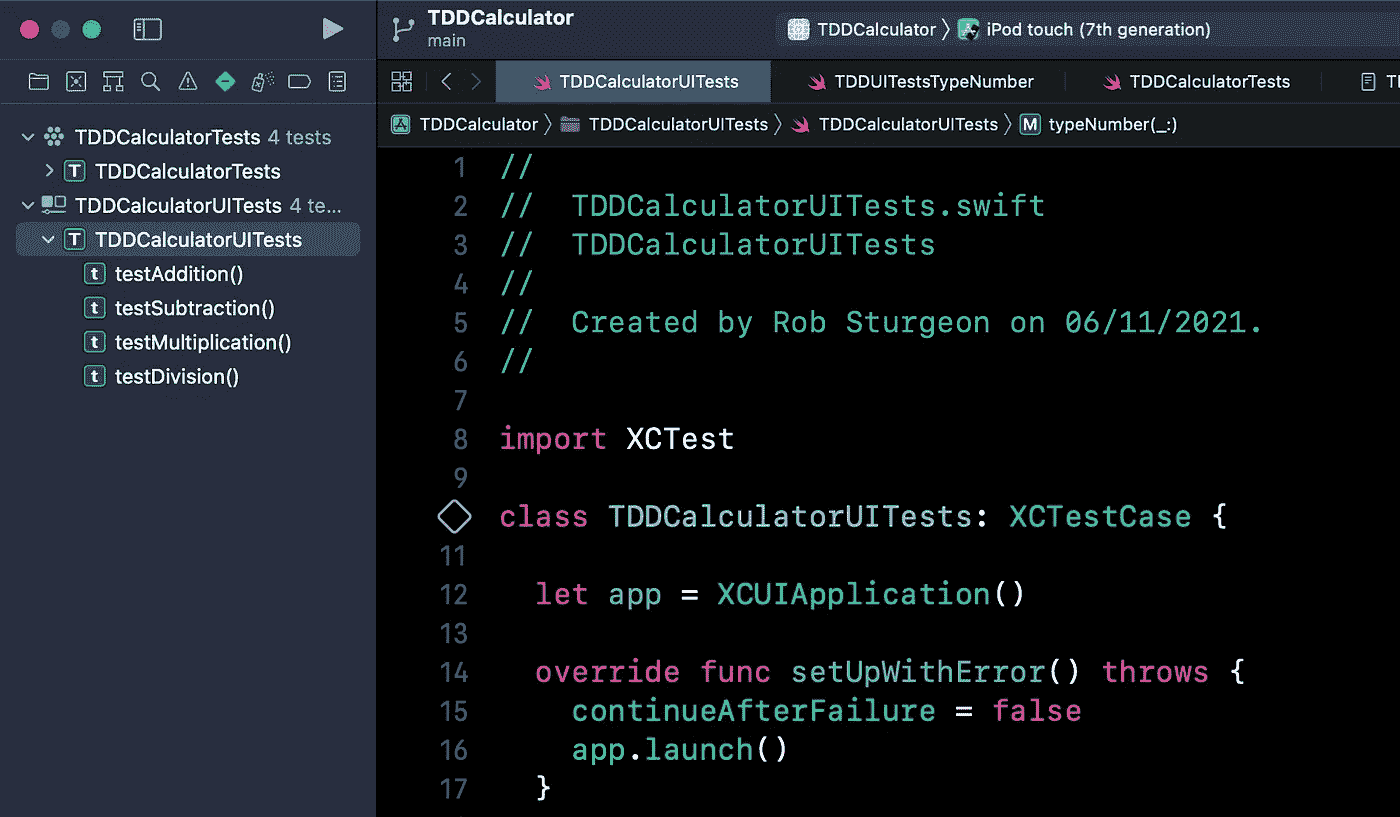 TDDCalculator
main
TDDCalculator 〉 iPod touch (7th generation)
TDDCalculatorUITests
TDDUITestsTypeNumber
TDDCalculatorTests
TDDCalculator 〉 TDDCalculatorUITests 〉 TDDCalculatorUITests 〉 M typeNumber(_:)
TDDCalculatorTests 4 tests
T TDDCalculatorTests
TDDCalculatorUITests 4 te...
T TDDCalculatorUITests
t testAddition()
t testSubtraction()
t testMultiplication()
t testDivision()
1 //
2 //  TDDCalculatorUITests.swift
3 //  TDDCalculatorUITests
4 //
5 //  Created by Rob Sturgeon on 06/11/2021.
6 //
7
8 import XCTest
9
class TDDCalculatorUITests: XCTestCase {
11
12   let app = XCUIApplication()
13
14   override func setUpWithError() throws {
15     continueAfterFailure = false
16     app.launch()
17   }